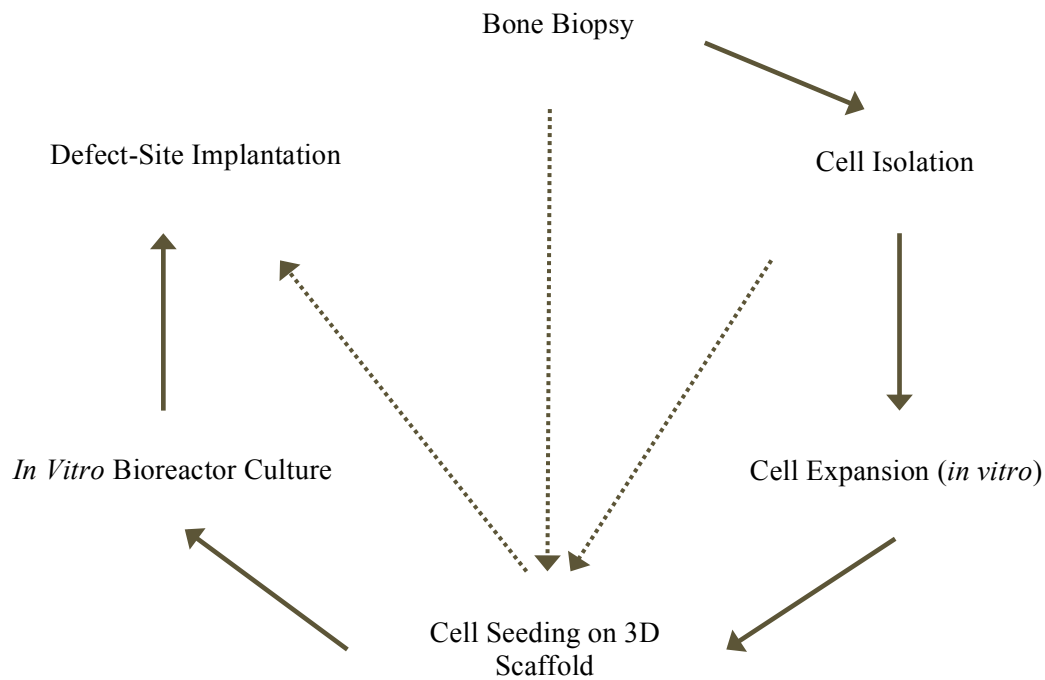 Bone Biopsy
Defect-Site Implantation
Cell Isolation
In Vitro Bioreactor Culture
Cell Expansion (in vitro)
Cell Seeding on 3D
Scaffold